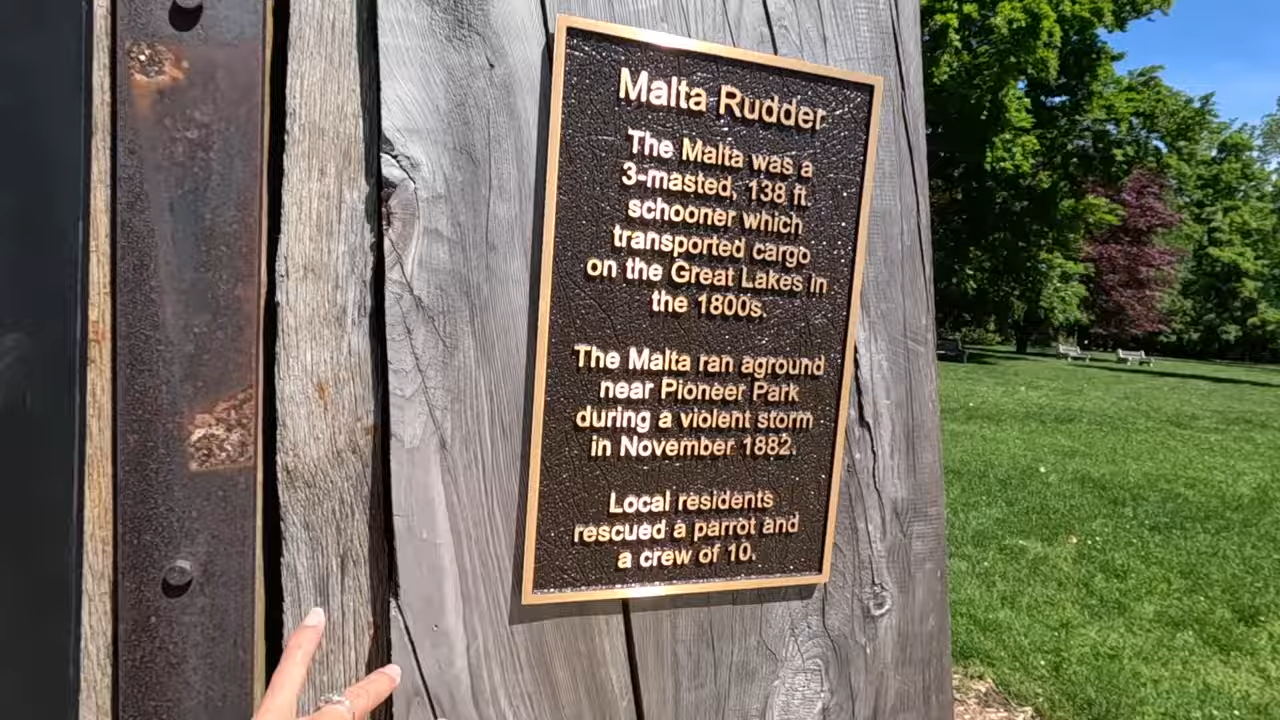 Malta Rudder
The Malta was a
3-masted, 138 ft.
schooner which
transported cargo
on the Great Lakes in
the 1800s.
The Malta ran aground
near Pioneer Park
during a violent storm
in November 1882.
Local residents
rescued a parrot and
a crew of 10.